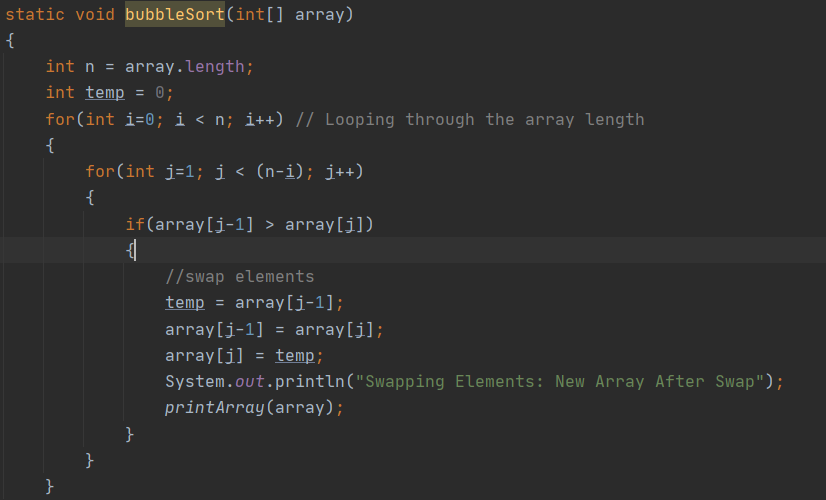 static void bubbleSort(int[] array)
{
    int n = array.length;
    int temp = 0;
    for(int i=0; i < n; i++) // Looping through the array length
    {
        for(int j=1; j < (n-i); j++)
        {
            if(array[j-1] > array[j])
            {
                //swap elements
                temp = array[j-1];
                array[j-1] = array[j];
                array[j] = temp;
                System.out.println("Swapping Elements: New Array After Swap");
                printArray(array);
            }
        }
    }